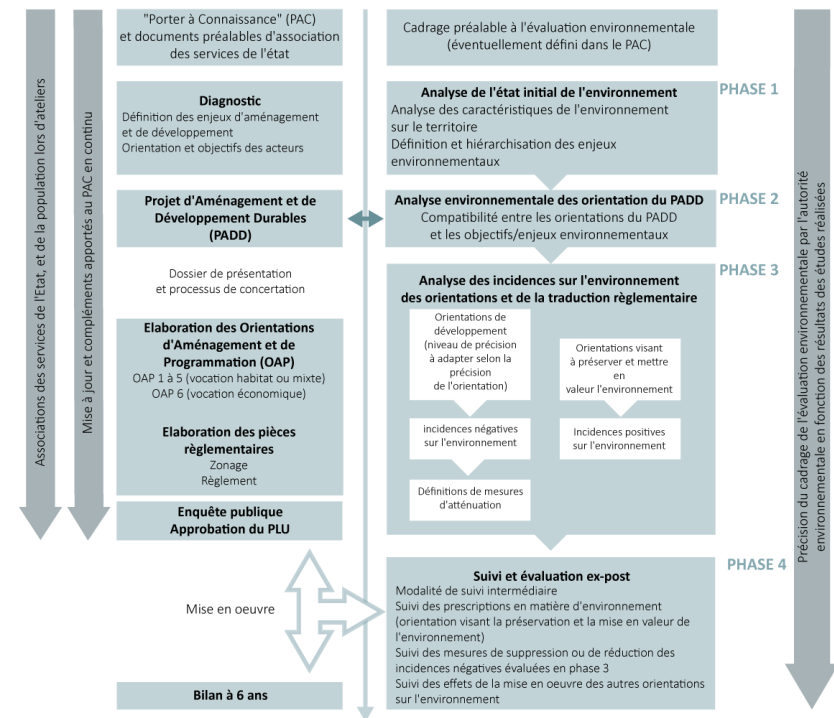 "Porter à Connaissance" (PAC)
et documents préalables d'association
des services de l'état
Cadrage préalable à l'évaluation environnementale
(éventuellement défini dans le PAC)
Associations des services de l'Etat, et de la population lors d'ateliers
Mise à jour et compléments apportés au PAC en continu
Diagnostic
Définition des enjeux d'aménagement
et de développement
Orientation et objectifs des acteurs
Analyse de l'état initial de l'environnement
Analyse des caractéristiques de l'environnement
sur le territoire
Définition et hiérarchisation des enjeux
environnementaux
PHASE 1
Projet d'Aménagement et de
Développement Durables
(PADD)
Analyse environnementale des orientation du PADD
Compatibilité entre les orientations du PADD
et les objectifs/enjeux environnementaux
PHASE 2
Dossier de présentation
et processus de concertation
Analyse des incidences sur l'environnement
des orientations et de la traduction règlementaire
PHASE 3
Elaboration des Orientations
d'Aménagement et de
Programmation (OAP)
OAP 1 à 5 (vocation habitat ou mixte)
OAP 6 (vocation économique)
Elaboration des pièces
règlementaires
Zonage
Règlement
Orientations de
développement
(niveau de précision
à adapter selon la
précision
de l'orientation)
Orientations visant
à préserver et mettre
en
valeur l'environnement
incidences négatives
sur l'environnement
Incidences positives
sur l'environnement
Définitions de mesures
d'atténuation
Enquête publique
Approbation du PLU
Mise en oeuvre
Suivi et évaluation ex-post
Modalité de suivi intermédiaire
Suivi des prescriptions en matière d'environnement
(orientation visant la préservation et la mise en valeur de
l'environnement)
Suivi des mesures de suppression ou de réduction des
incidences négatives évaluées en phase 3
Suivi des effets de la mise en oeuvre des autres orientations
sur l'environnement
PHASE 4
Bilan à 6 ans
Précision du cadrage de l'évaluation environnementale par l'autorité
environnementale en fonction des résultats des études réalisées